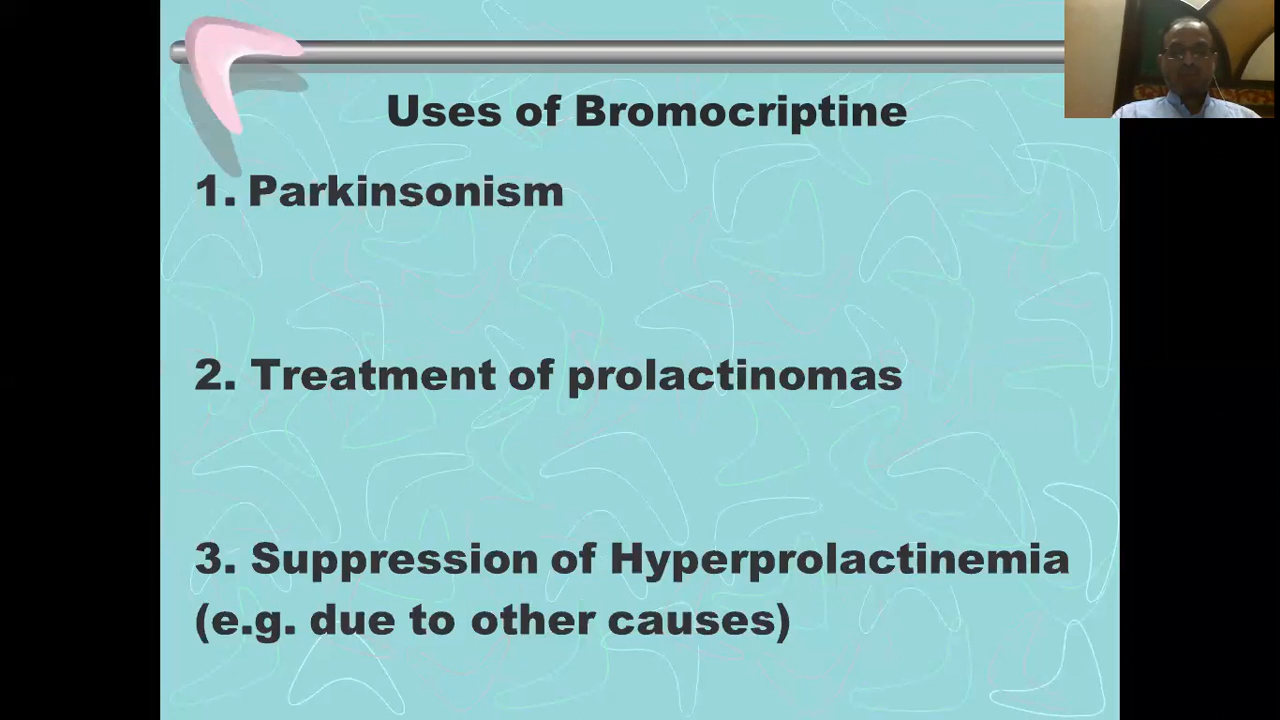 Uses of Bromocriptine
1. Parkinsonism
2. Treatment of prolactinomas
3. Suppression of Hyperprolactinemia
(e.g. due to other causes)